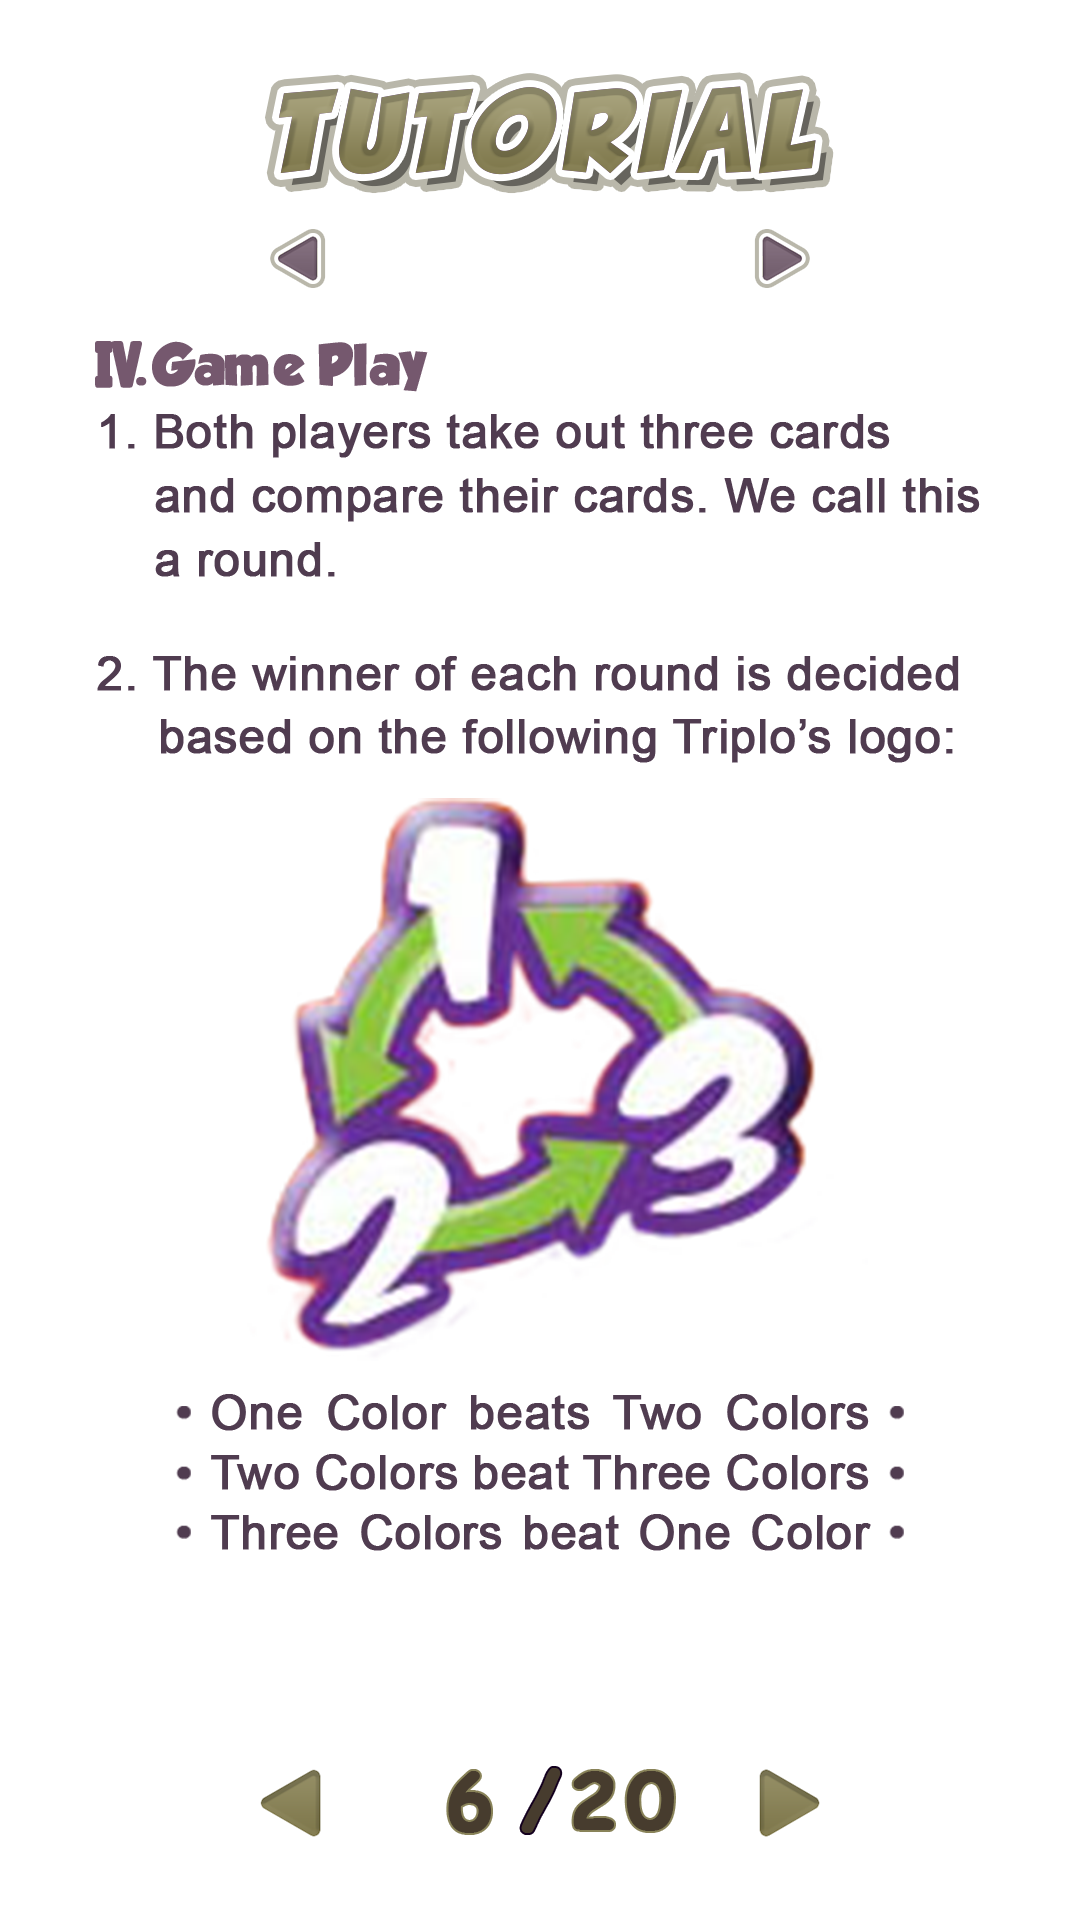 TUTORIAL
IV. Game Play
1. Both players take out three cards
and compare their cards. We call this
a round.
2. The winner of each round is decided
based on the following Triplo’s logo:
1
2
3
• One Color beats Two Colors •
• Two Colors beat Three Colors •
• Three Colors beat One Color •
6 /20